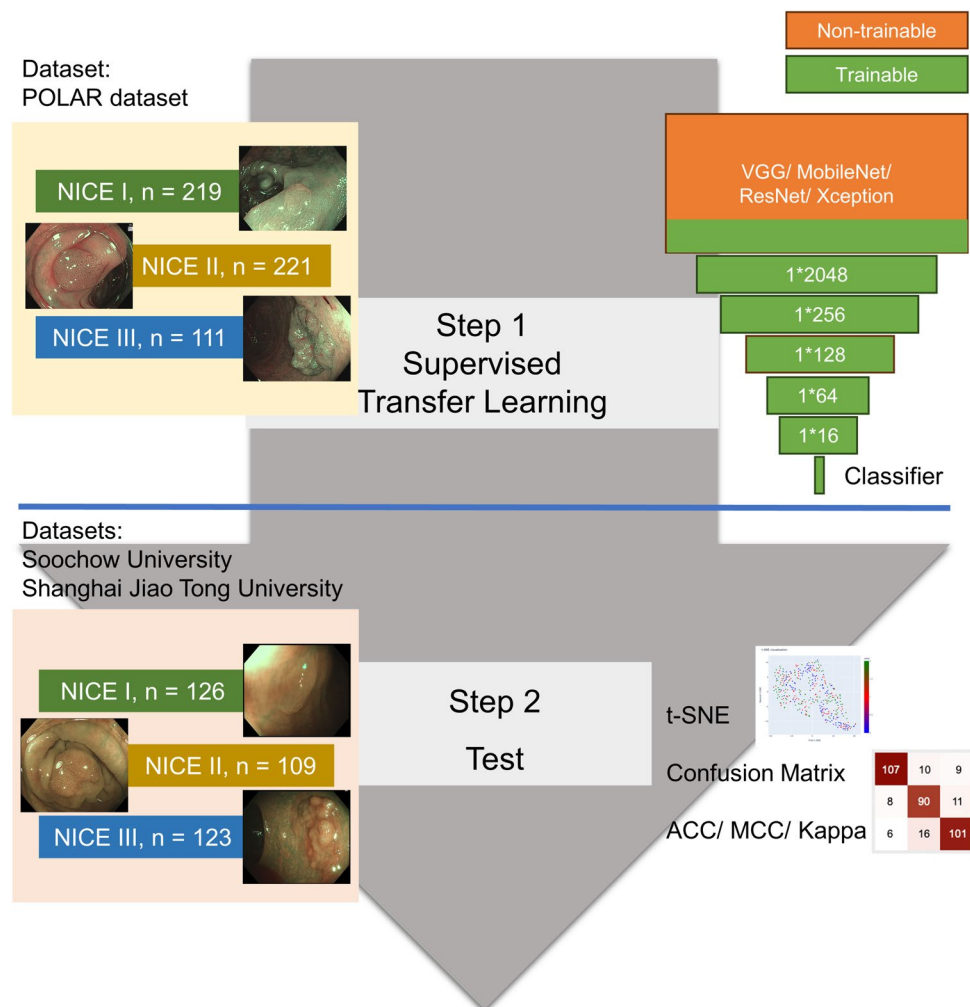 Non-trainable
Trainable
Dataset:
POLAR dataset
NICE I, n = 219
NICE II, n = 221
NICE III, n = 111
VGG/ MobileNet/
ResNet/ Xception
1*2048
1*256
1*128
1*64
1*16
Classifier
Step 1
Supervised
Transfer Learning
Datasets:
Soochow University
Shanghai Jiao Tong University
NICE I, n = 126
NICE II, n = 109
NICE III, n = 123
Step 2
Test
t-SNE
Confusion Matrix
107 10 9
8 90 11
6 16 101
ACC/ MCC/ Kappa